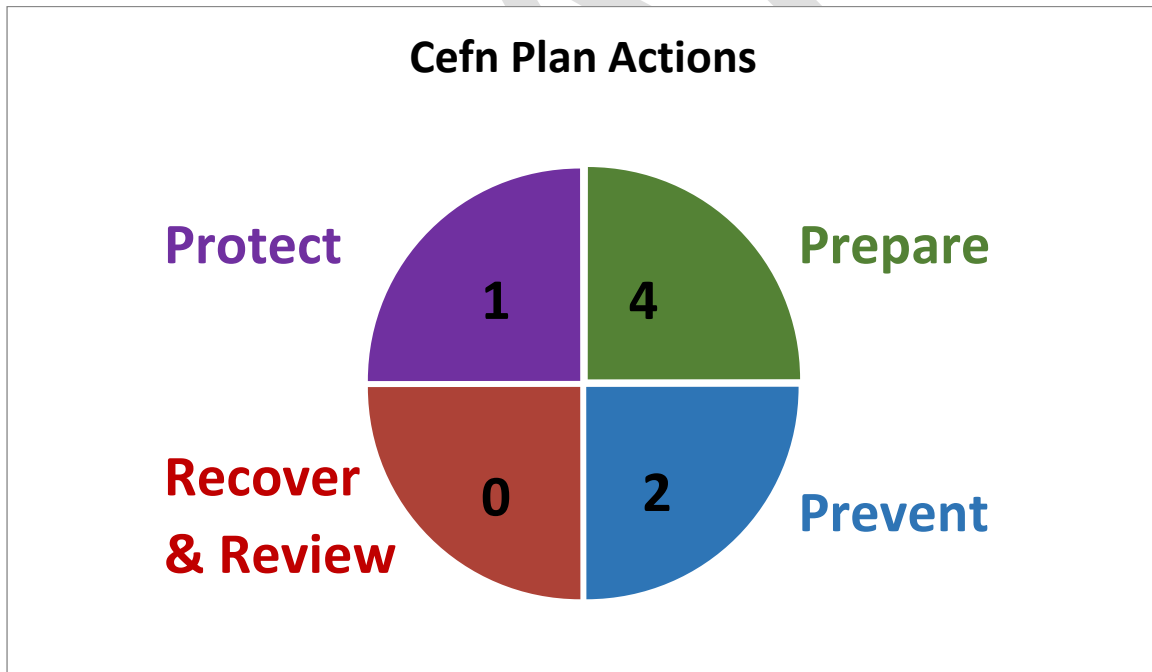 Cefn Plan Actions
Protect
Prepare
1
4
Recover
& Review
0
2
Prevent